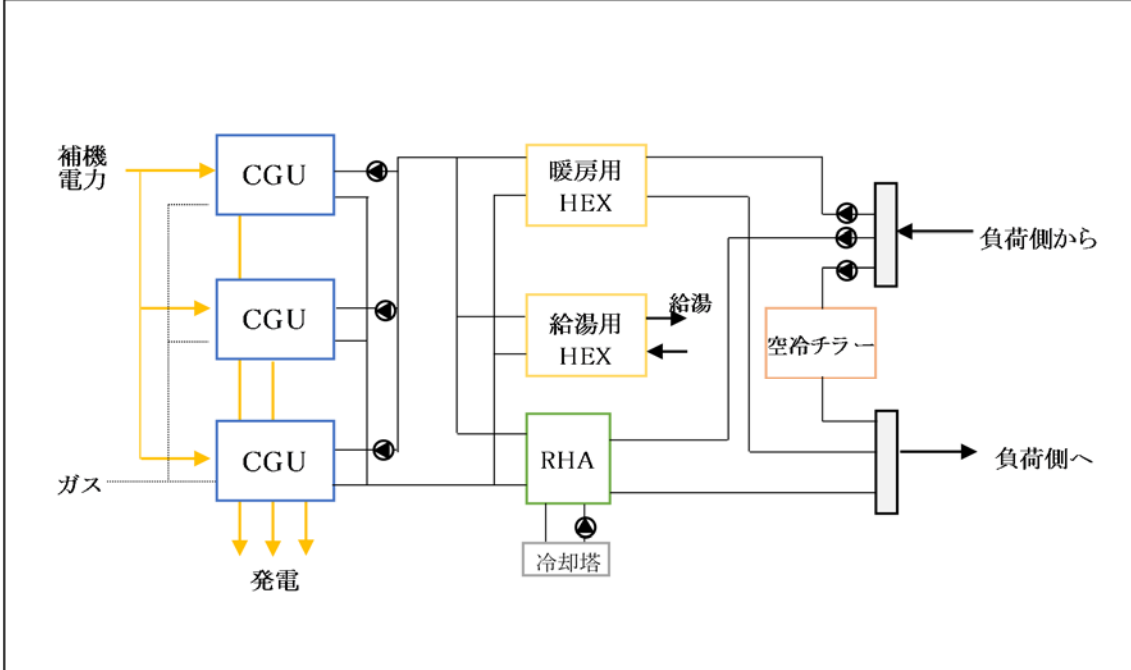 補機
電力
CGU
暖房用
HEX
負荷側から
CGU
給湯用
HEX
給湯
空冷チラー
CGU
RHA
負荷側へ
ガス
冷却塔
発電